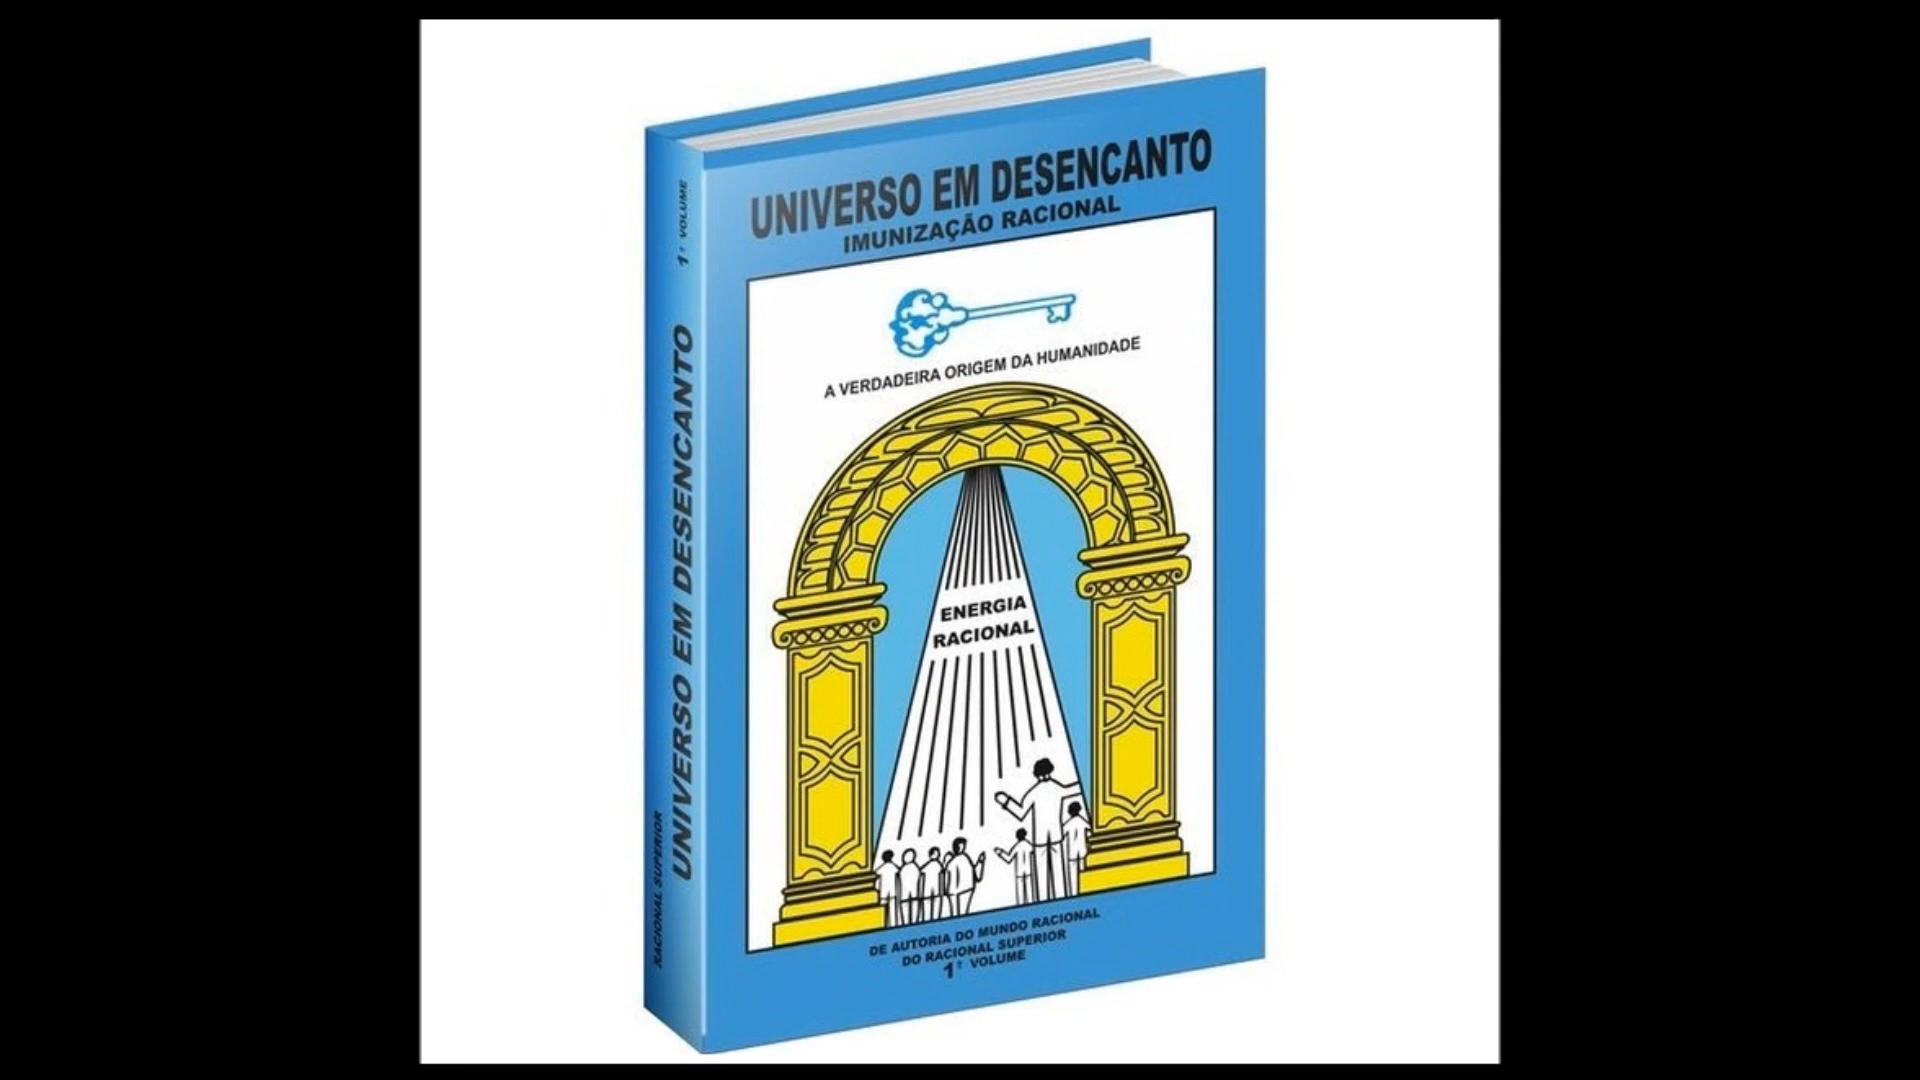 UNIVERSO EM DESENCANTO
IMUNIZAÇÃO RACIONAL
A VERDADEIRA ORIGEM DA HUMANIDADE
ENERGIA
RACIONAL
DE AUTORIA DO MUNDO RACIONAL
DO RACIONAL SUPERIOR
1º VOLUME
RACIONAL SUPERIOR
UNIVERSO EM DESENCANTO
1º VOLUME